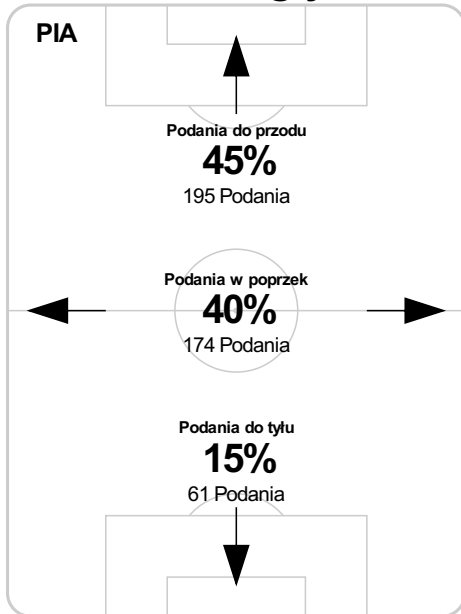 PIA
Podania do przodu
45%
195 Podania
Podania w poprzek
40%
174 Podania
Podania do tyłu
15%
61 Podania